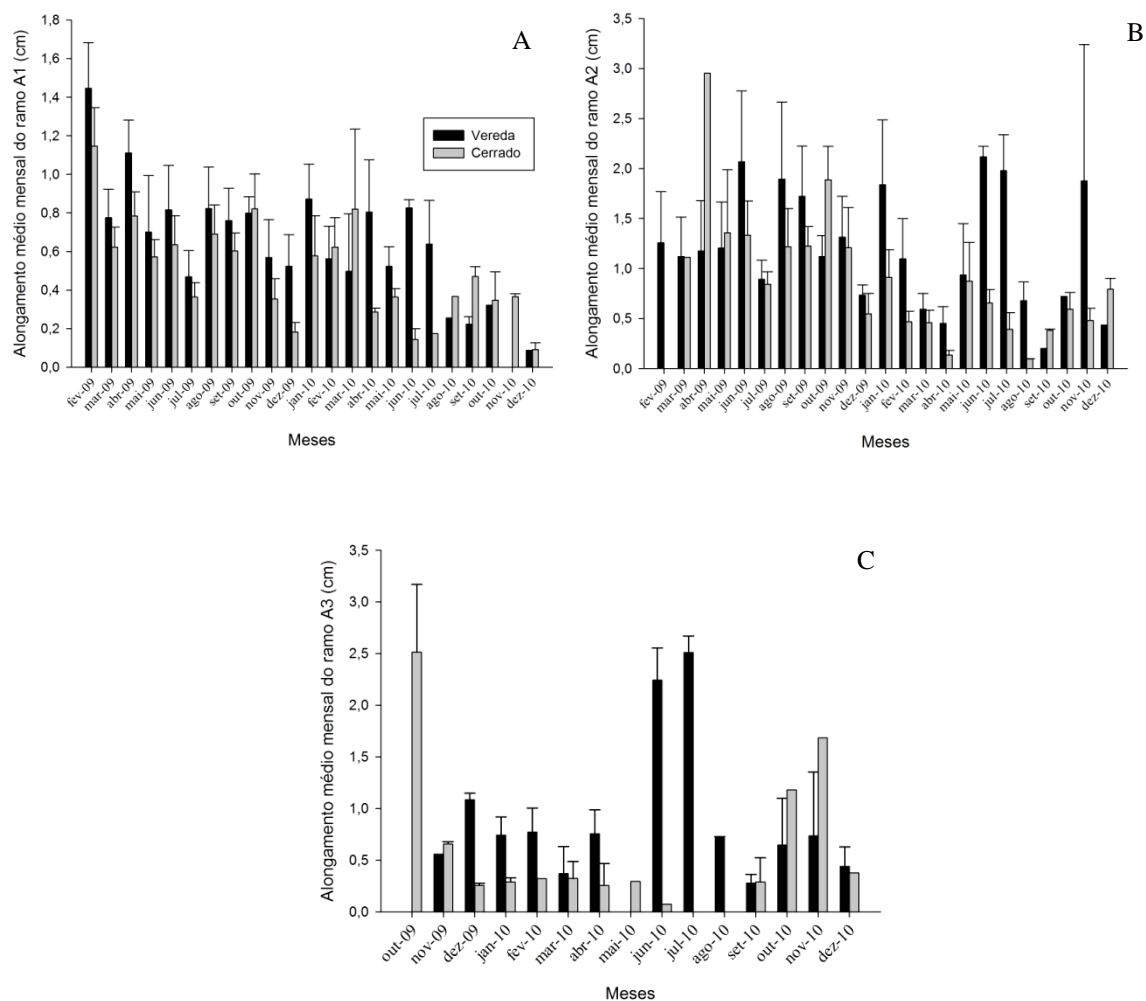 A
Alongamento médio mensal do ramo A1 (cm)
1,8
1,6
1,4
1,2
1,0
0,8
0,6
0,4
0,2
0,0
Vereda
Cerrado
fev-09
mar-09
abr-09
mai-09
jun-09
jul-09
ago-09
set-09
out-09
nov-09
dez-09
jan-10
fev-10
mar-10
abr-10
mai-10
jun-10
jul-10
ago-10
set-10
out-10
nov-10
dez-10
Meses
B
Alongamento médio mensal do ramo A2 (cm)
3,5
3,0
2,5
2,0
1,5
1,0
0,5
0,0
fev-09
mar-09
abr-09
mai-09
jun-09
jul-09
ago-09
set-09
out-09
nov-09
dez-09
jan-10
fev-10
mar-10
abr-10
mai-10
jun-10
jul-10
ago-10
set-10
out-10
nov-10
dez-10
Meses
C
Alongamento médio mensal do ramo A3 (cm)
3,5
3,0
2,5
2,0
1,5
1,0
0,5
0,0
out-09
nov-09
dez-09
jan-10
fev-10
mar-10
abr-10
mai-10
jun-10
jul-10
ago-10
set-10
out-10
nov-10
dez-10
Meses